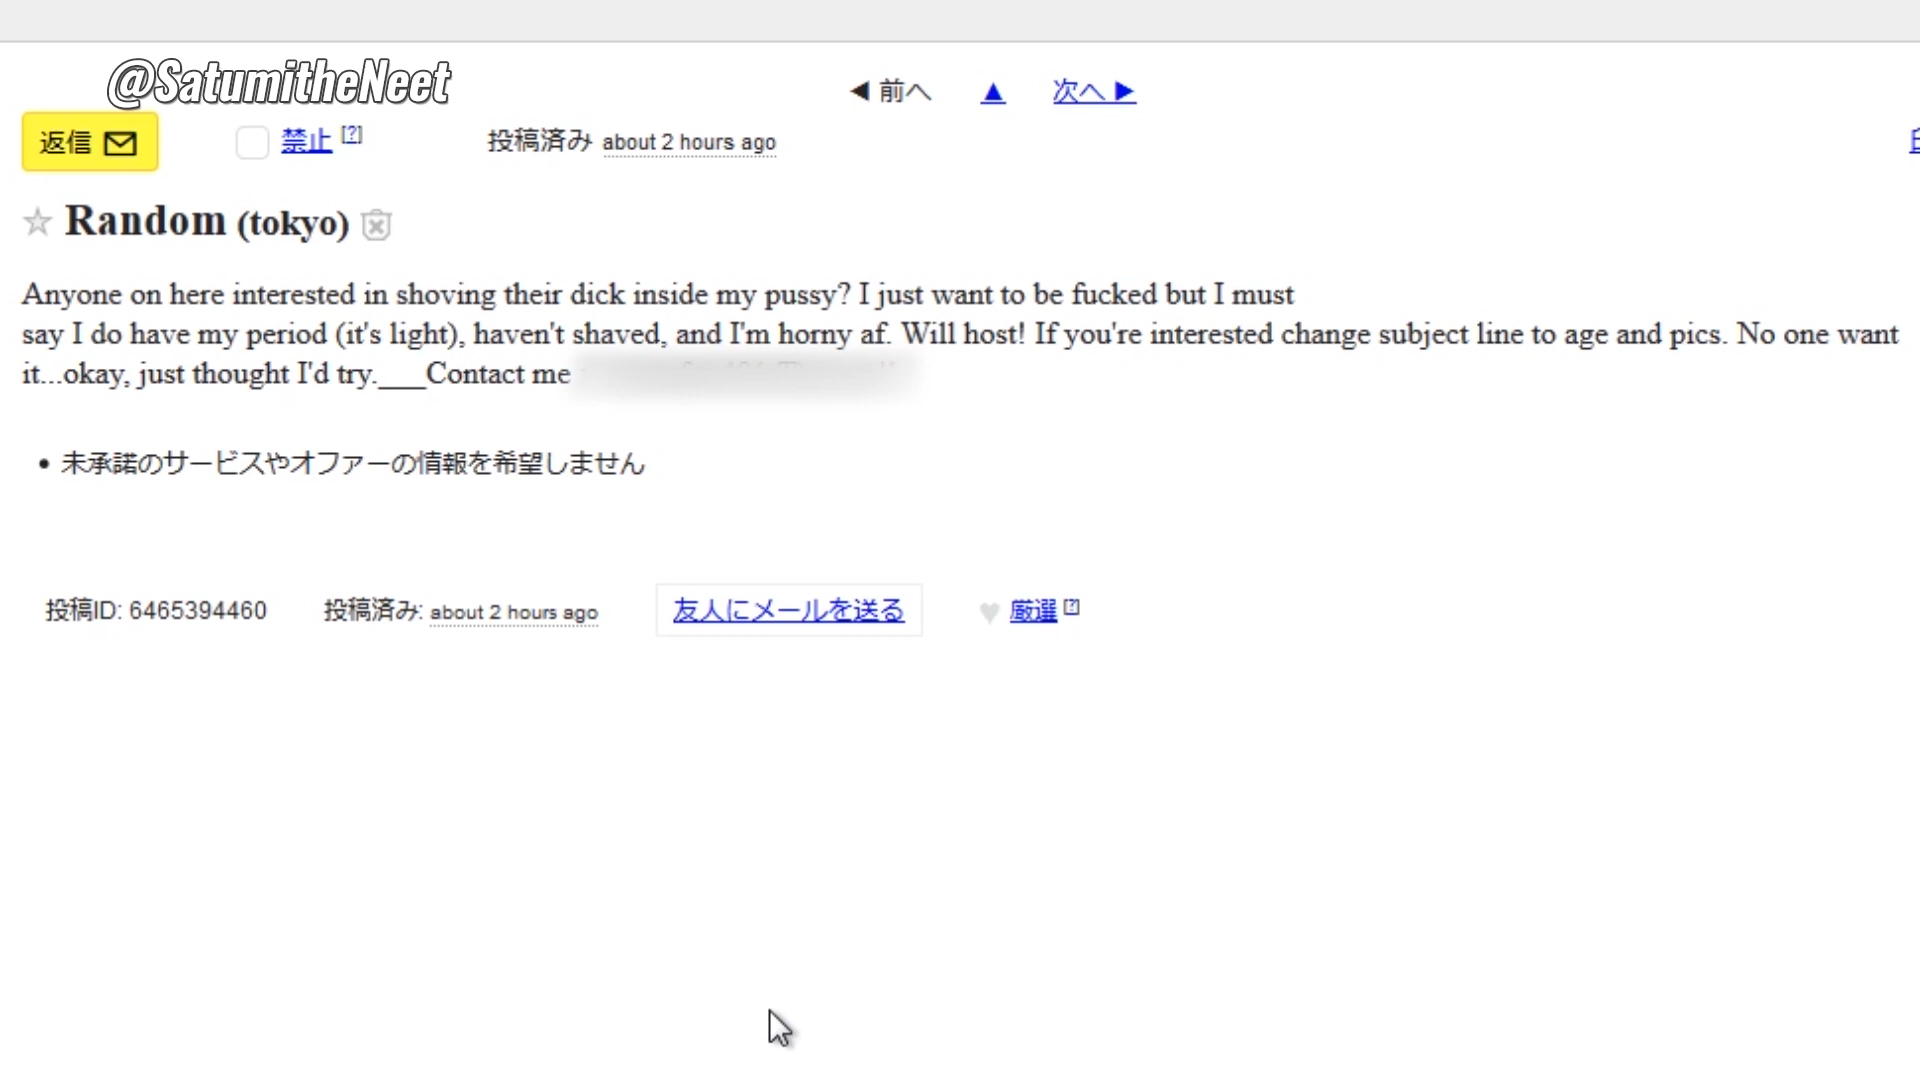 @SatumitheNeet
◀ 前へ ▲ 次へ ▶
返信 禁止 [?] 投稿済み about 2 hours ago
Random (tokyo)
Anyone on here interested in shoving their dick inside my pussy? I just want to be fucked but I must
say I do have my period (it's light), haven't shaved, and I'm horny af. Will host! If you're interested change subject line to age and pics. No one want
it...okay, just thought I'd try.___Contact me
• 未承諾のサービスやオファーの情報を希望しません
投稿ID: 6465394460 投稿済み: about 2 hours ago 友人にメールを送る ♥ 厳選 [?]